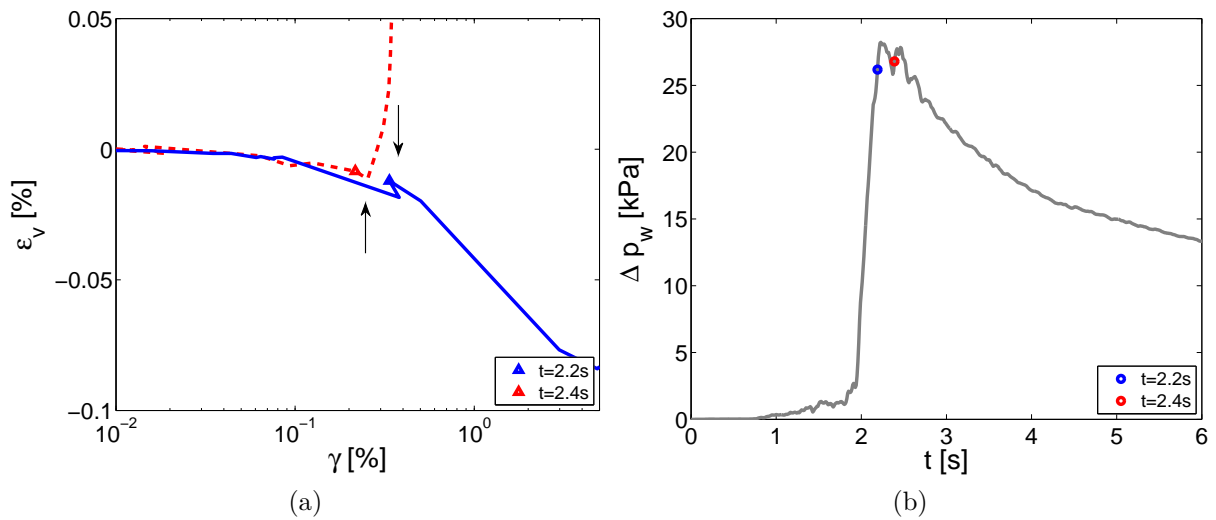 0.05
0
−0.05
−0.1
ε_v [%]
10^-2
10^-1
10^0
γ [%]
t=2.2s
t=2.4s
(a)
30
25
20
15
10
5
0
Δ p_w [kPa]
0 1 2 3 4 5 6
t [s]
t=2.2s
t=2.4s
(b)